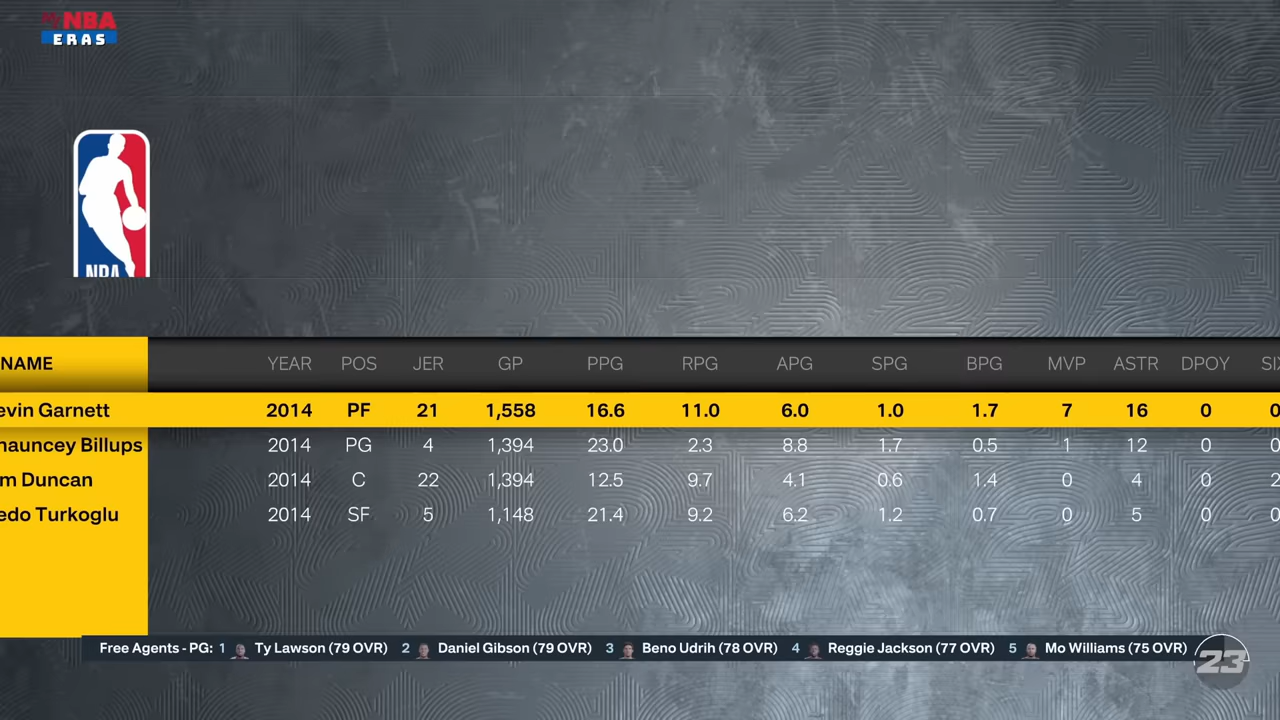 NBA
ERAS
NBA
NAME YEAR POS JER GP PPG RPG APG SPG BPG MVP ASTR DPOY SI
evin Garnett 2014 PF 21 1,558 16.6 11.0 6.0 1.0 1.7 7 16 0 0
hauncey Billups 2014 PG 4 1,394 23.0 2.3 8.8 1.7 0.5 1 12 0 0
m Duncan 2014 C 22 1,394 12.5 9.7 4.1 0.6 1.4 0 4 0 2
edo Turkoglu 2014 SF 5 1,148 21.4 9.2 6.2 1.2 0.7 0 5 0 0
Free Agents - PG: 1 Ty Lawson (79 OVR) 2 Daniel Gibson (79 OVR) 3 Beno Udrih (78 OVR) 4 Reggie Jackson (77 OVR) 5 Mo Williams (75 OVR)
23